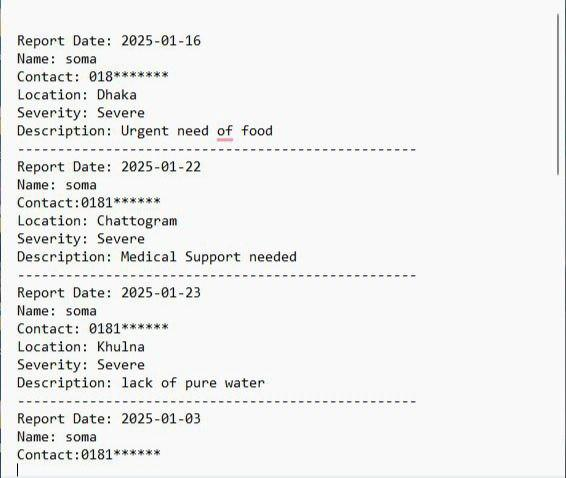 Report Date: 2025-01-16
Name: soma
Contact: 018*******
Location: Dhaka
Severity: Severe
Description: Urgent need of food
--------------------------------------------------
Report Date: 2025-01-22
Name: soma
Contact:0181******
Location: Chattogram
Severity: Severe
Description: Medical Support needed
--------------------------------------------------
Report Date: 2025-01-23
Name: soma
Contact: 0181******
Location: Khulna
Severity: Severe
Description: lack of pure water
--------------------------------------------------
Report Date: 2025-01-03
Name: soma
Contact:0181******